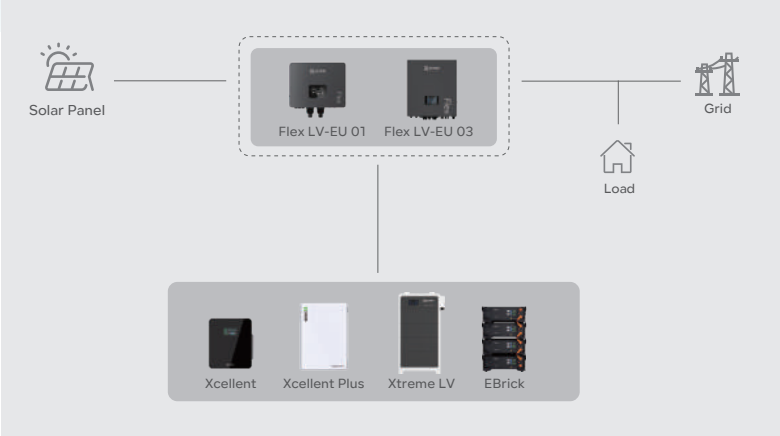 Solar Panel
Flex LV-EU 01
Flex LV-EU 03
Grid
Load
Xcellent
Xcellent Plus
Xtreme LV
EBrick